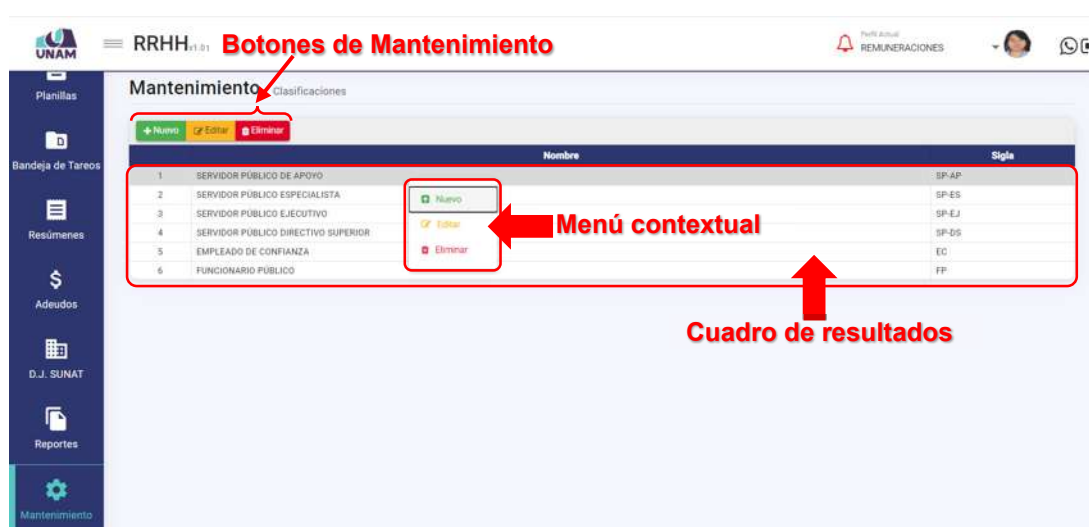 UNAM
RRHH v1.01
Botones de Mantenimiento
Perfil Actual
REMUNERACIONES
Planillas
Mantenimiento Clasificaciones
Nuevo Editar Eliminar
Bandeja de Tareos
Nombre Sigla
1 SERVIDOR PÚBLICO DE APOYO SP-AP
2 SERVIDOR PÚBLICO ESPECIALISTA SP-ES
3 SERVIDOR PÚBLICO EJECUTIVO SP-EJ
4 SERVIDOR PÚBLICO DIRECTIVO SUPERIOR SP-DS
5 EMPLEADO DE CONFIANZA EC
6 FUNCIONARIO PÚBLICO FP
Nuevo
Editar
Eliminar
Menú contextual
Cuadro de resultados
Resúmenes
Adeudos
D.J. SUNAT
Reportes
Mantenimiento